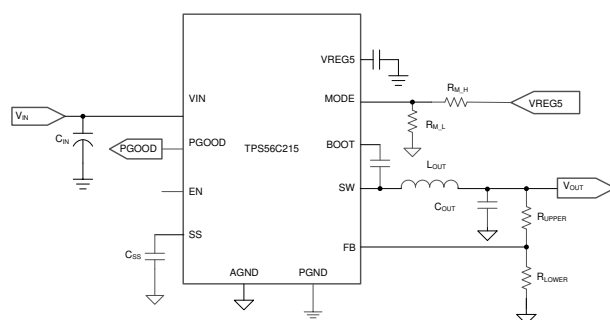 VREG5
R_M_H
VIN
MODE
VREG5
V_IN
TPS56C215
R_M_L
C_IN
PGOOD
PGOOD
BOOT
L_OUT
EN
SW
V_OUT
C_OUT
R_UPPER
SS
C_SS
FB
R_LOWER
AGND
PGND